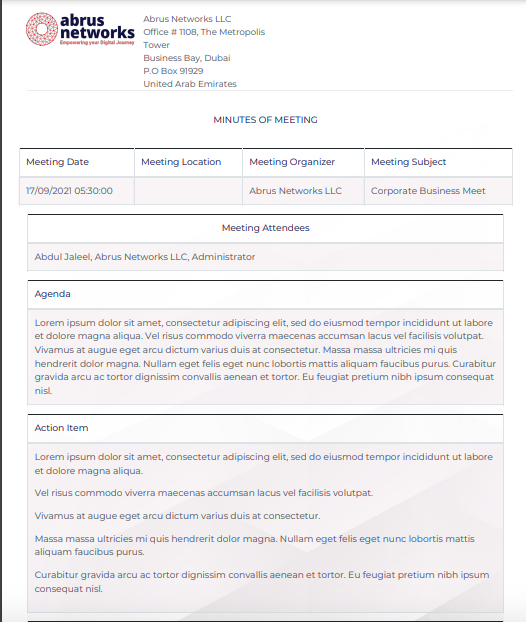 abrus
networks
Empowering your Digital Journey
Abrus Networks LLC
Office # 1108, The Metropolis
Tower
Business Bay, Dubai
P.O Box 91929
United Arab Emirates
MINUTES OF MEETING
Meeting Date Meeting Location Meeting Organizer Meeting Subject
17/09/2021 05:30:00 Abrus Networks LLC Corporate Business Meet
Meeting Attendees
Abdul Jaleel, Abrus Networks LLC, Administrator
Agenda
Lorem ipsum dolor sit amet, consectetur adipiscing elit, sed do eiusmod tempor incididunt ut labore
et dolore magna aliqua. Vel risus commodo viverra maecenas accumsan lacus vel facilisis volutpat.
Vivamus at augue eget arcu dictum varius duis at consectetur. Massa massa ultricies mi quis
hendrerit dolor magna. Nullam eget felis eget nunc lobortis mattis aliquam faucibus purus. Curabitur
gravida arcu ac tortor dignissim convallis aenean et tortor. Eu feugiat pretium nibh ipsum consequat
nisl.
Action Item
Lorem ipsum dolor sit amet, consectetur adipiscing elit, sed do eiusmod tempor incididunt ut labore
et dolore magna aliqua.
Vel risus commodo viverra maecenas accumsan lacus vel facilisis volutpat.
Vivamus at augue eget arcu dictum varius duis at consectetur.
Massa massa ultricies mi quis hendrerit dolor magna. Nullam eget felis eget nunc lobortis mattis
aliquam faucibus purus.
Curabitur gravida arcu ac tortor dignissim convallis aenean et tortor. Eu feugiat pretium nibh ipsum
consequat nisl.